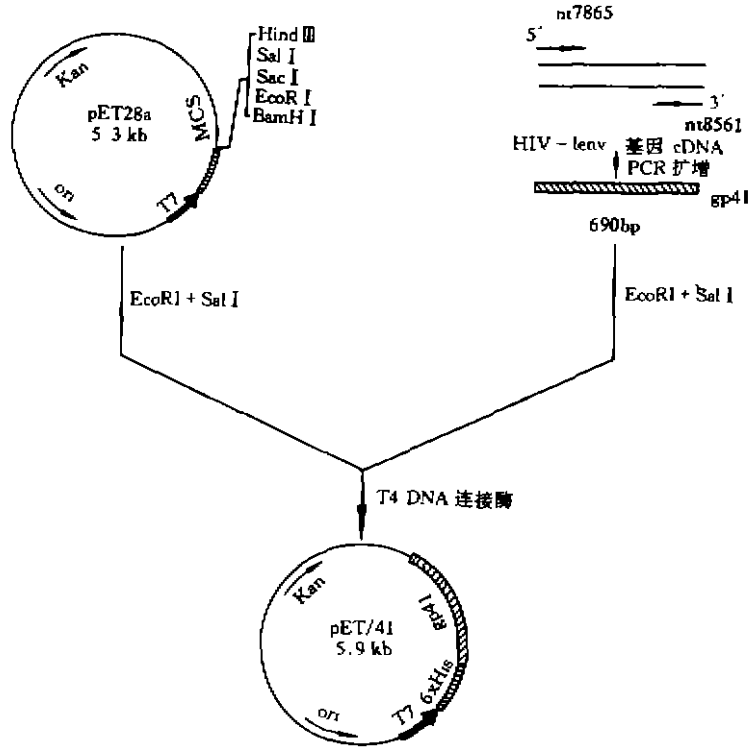 Kan
pET28a
5 3 kb
MCS
ori
T7
Hind Ⅲ
Sal Ⅰ
Sac Ⅰ
EcoR Ⅰ
BamH Ⅰ
nt7865
5′
3′
nt8561
HIV－1env 基因 cDNA
PCR 扩增
gp41
690bp
EcoRI + Sal Ⅰ
EcoRI + Sal Ⅰ
T4 DNA 连接酶
Kan
pET/41
5.9 kb
gp41
6xHis
T7
ori